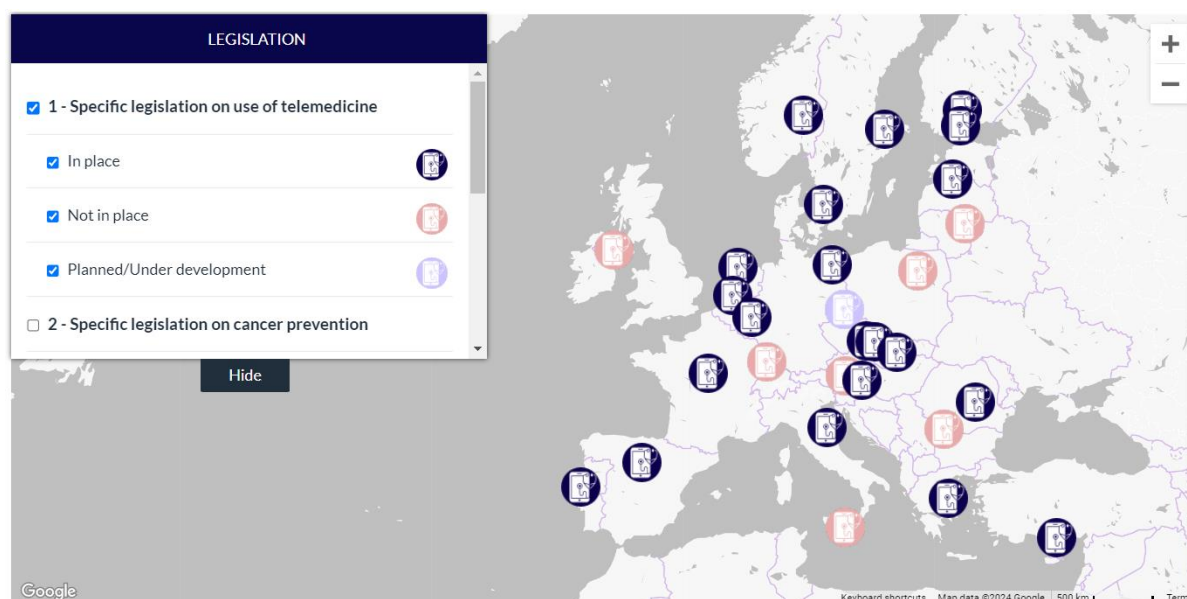 LEGISLATION
1 - Specific legislation on use of telemedicine
In place
Not in place
Planned/Under development
2 - Specific legislation on cancer prevention
Hide
+
−
Google
Keyboard shortcuts Map data ©2024 Google 500 km Term